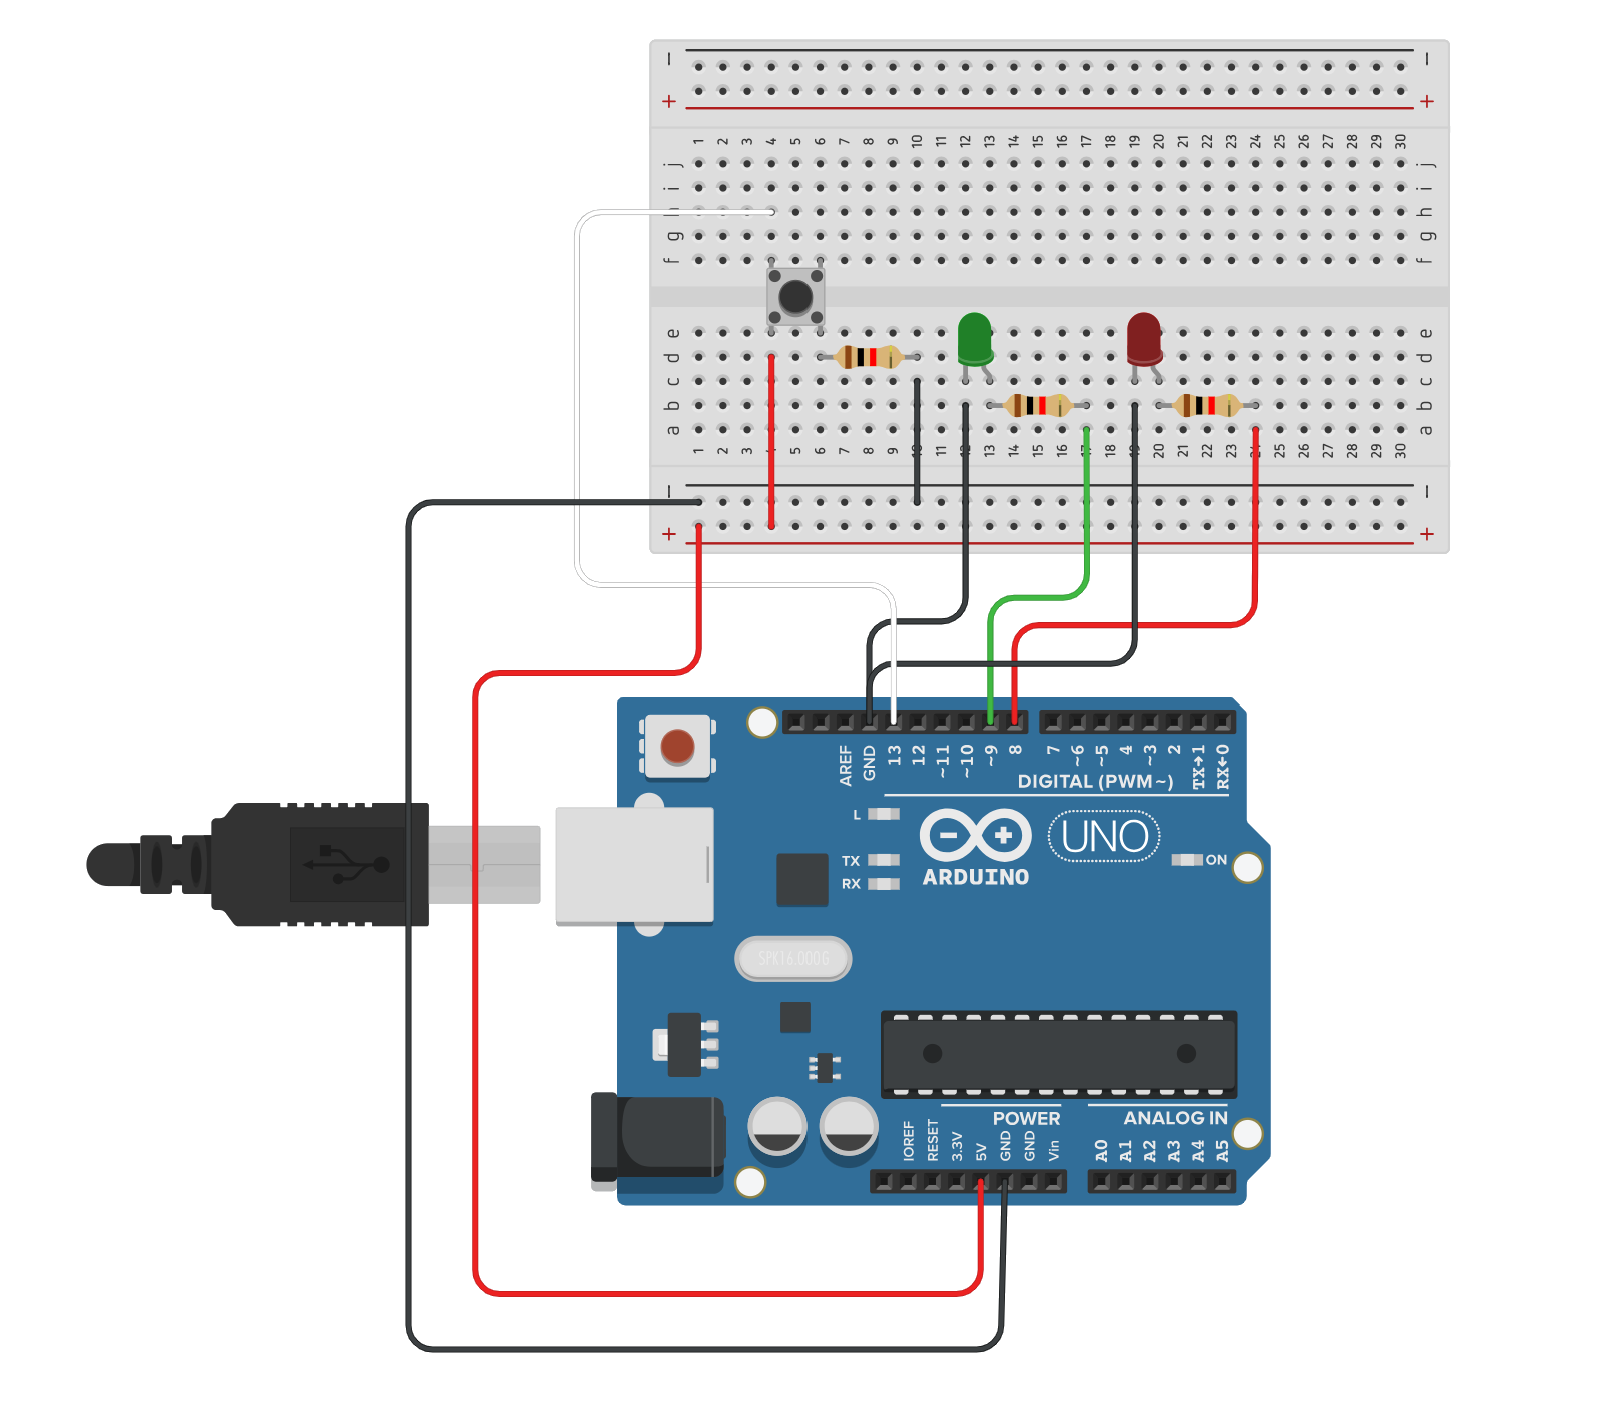 − −
+ +
1 2 3 4 5 6 7 8 9 10 11 12 13 14 15 16 17 18 19 20 21 22 23 24 25 26 27 28 29 30
j j
i i
h h
g g
f f
e e
d d
c c
b b
a a
1 2 3 4 5 6 7 8 9 10 11 12 13 14 15 16 17 18 19 20 21 22 23 24 25 26 27 28 29 30
− −
+ +
AREF GND 13 12 ~11 ~10 ~9 8 7 ~6 ~5 4 ~3 2 TX→1 RX←0
DIGITAL (PWM~)
L
UNO
TX
ON
RX
ARDUINO
SPK16.000G
POWER ANALOG IN
IOREF RESET 3.3V 5V GND GND Vin A0 A1 A2 A3 A4 A5